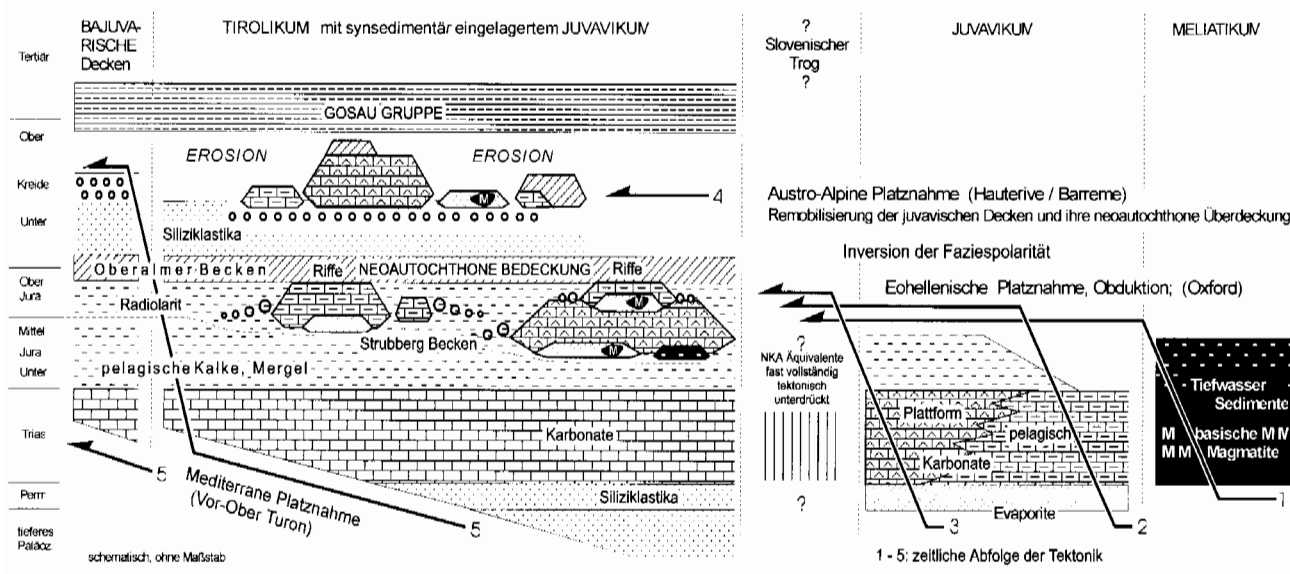 BAJUVA-
RISCHE
Decken
TIROLIKUM mit synsedimentär eingelagertem JUVAVIKUM
?
Slovenischer
Trog
?
JUVAVIKUM
MELIATIKUM
Tertiär
GOSAU GRUPPE
Ober
EROSION
EROSION
Kreide
M
4
Austro-Alpine Platznahme (Hauterive / Barreme)
Remobilisierung der juvavischen Decken und ihre neoautochthone Überdeckung
Unter
Siliziklastika
Inversion der Faziespolarität
Oberalmer Becken
Riffe
NEOAUTOCHTHONE BEDECKUNG
Riffe
Ober
Jura
Radiolarit
M
Eohellenische Platznahme, Obduktion; (Oxford)
Mittel
Jura
Unter
Strubberg Becken
M
pelagische Kalke, Mergel
?
NKA Äquivalente
fast vollständig
tektonisch
unterdrückt
Tiefwasser
Sedimente
Trias
Karbonate
Plattform
pelagisch
Karbonate
M basische M M
M M Magmatite
5
Mediterrane Platznahme
(Vor-Ober Turon)
5
Perm
Siliziklastika
?
Evaporite
1
3
2
tieferes
Paläoz.
schematisch, ohne Maßstab
1 - 5: zeitliche Abfolge der Tektonik